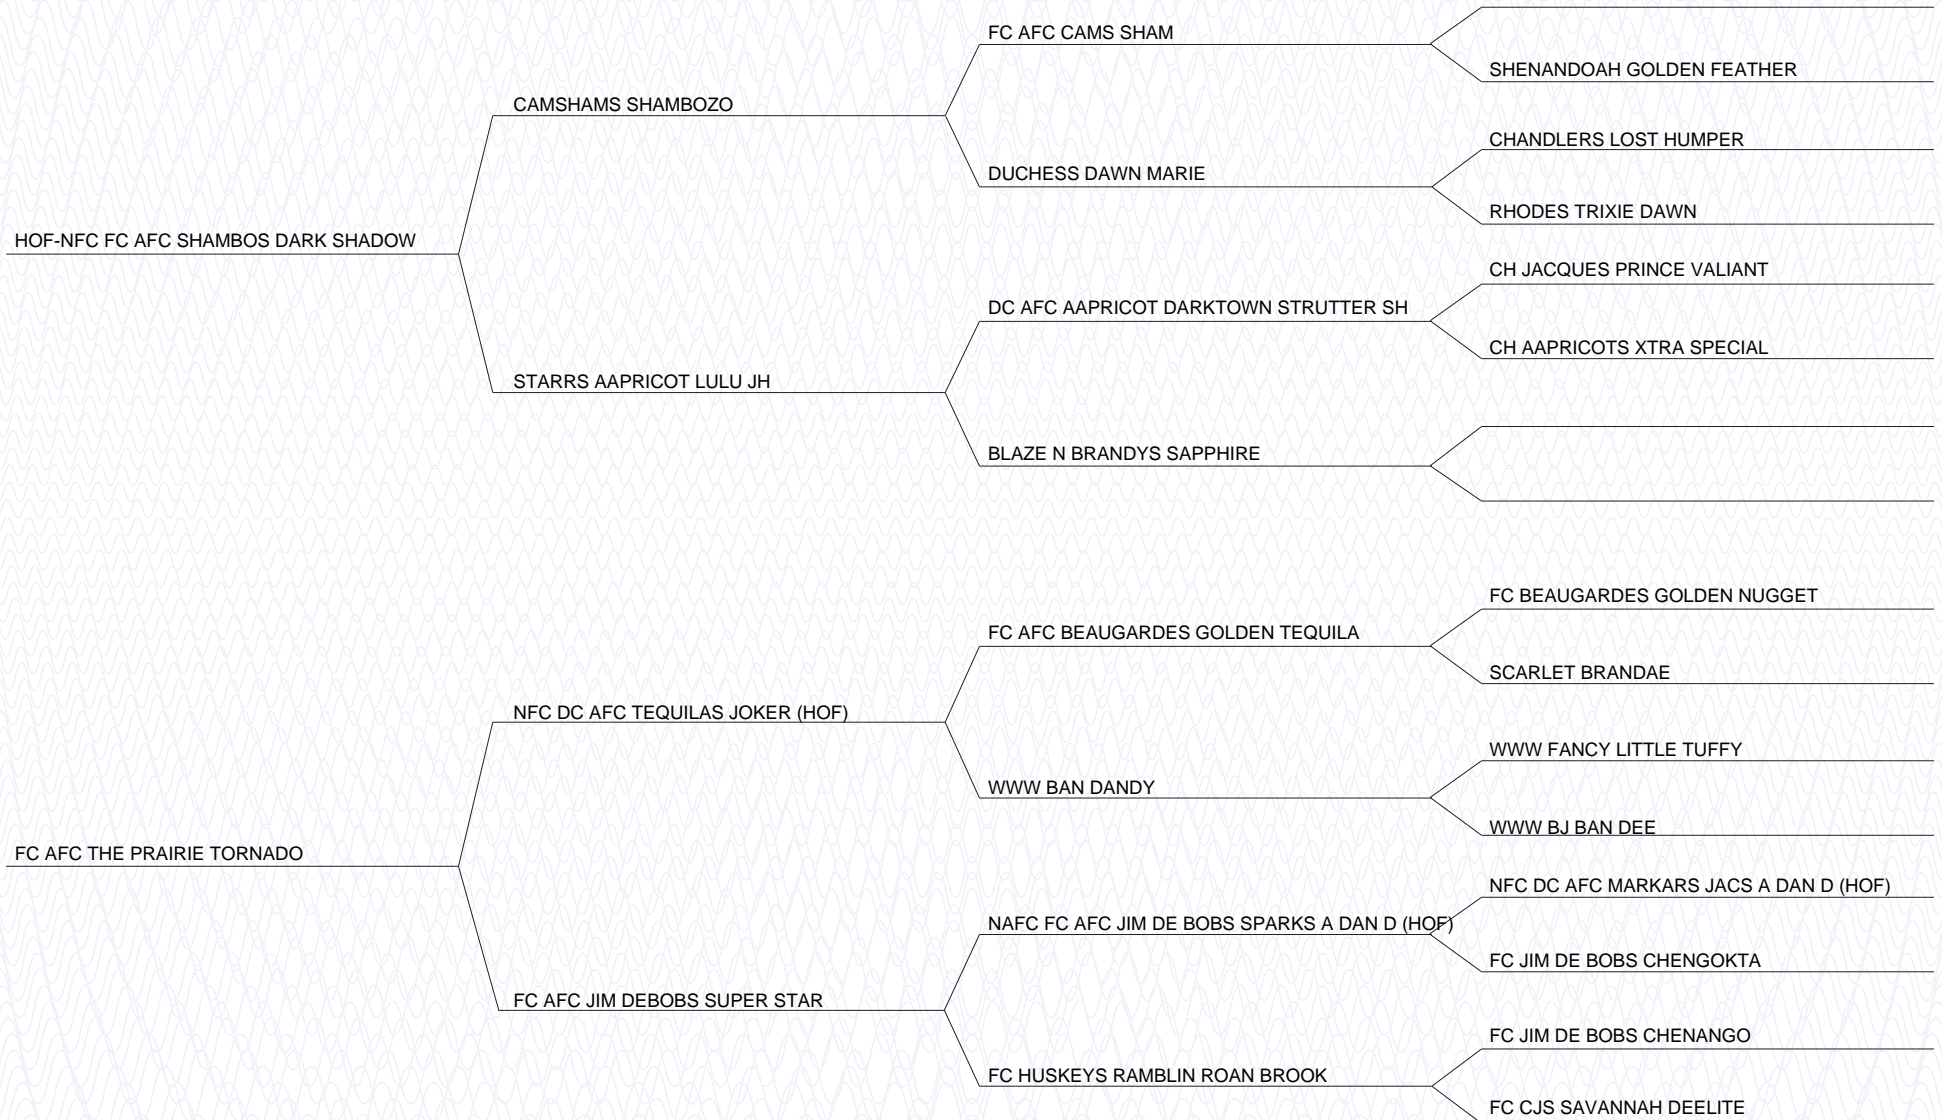 FC AFC CAMS SHAM
SHENANDOAH GOLDEN FEATHER
CAMSHAMS SHAMBOZO
CHANDLERS LOST HUMPER
DUCHESS DAWN MARIE
RHODES TRIXIE DAWN
HOF-NFC FC AFC SHAMBOS DARK SHADOW
CH JACQUES PRINCE VALIANT
DC AFC AAPRICOT DARKTOWN STRUTTER SH
CH AAPRICOTS XTRA SPECIAL
STARRS AAPRICOT LULU JH
BLAZE N BRANDYS SAPPHIRE
FC BEAUGARDES GOLDEN NUGGET
FC AFC BEAUGARDES GOLDEN TEQUILA
SCARLET BRANDAE
NFC DC AFC TEQUILAS JOKER (HOF)
WWW FANCY LITTLE TUFFY
WWW BAN DANDY
WWW BJ BAN DEE
FC AFC THE PRAIRIE TORNADO
NFC DC AFC MARKARS JACS A DAN D (HOF)
NAFC FC AFC JIM DE BOBS SPARKS A DAN D (HOF)
FC JIM DE BOBS CHENGOKTA
FC AFC JIM DEBOBS SUPER STAR
FC JIM DE BOBS CHENANGO
FC HUSKEYS RAMBLIN ROAN BROOK
FC CJS SAVANNAH DEELITE